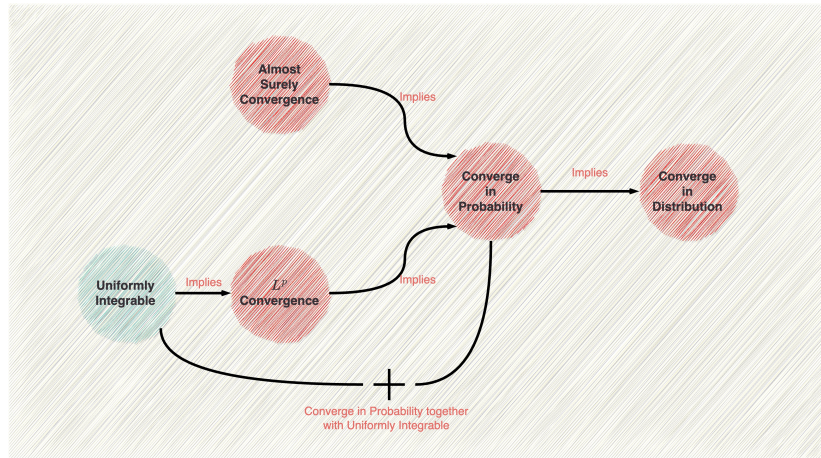 Almost
Surely
Convergence
Implies
Converge
in
Probability
Implies
Converge
in
Distribution
Uniformly
Integrable
Implies
L^p
Convergence
Implies
Converge in Probability together
with Uniformly Integrable